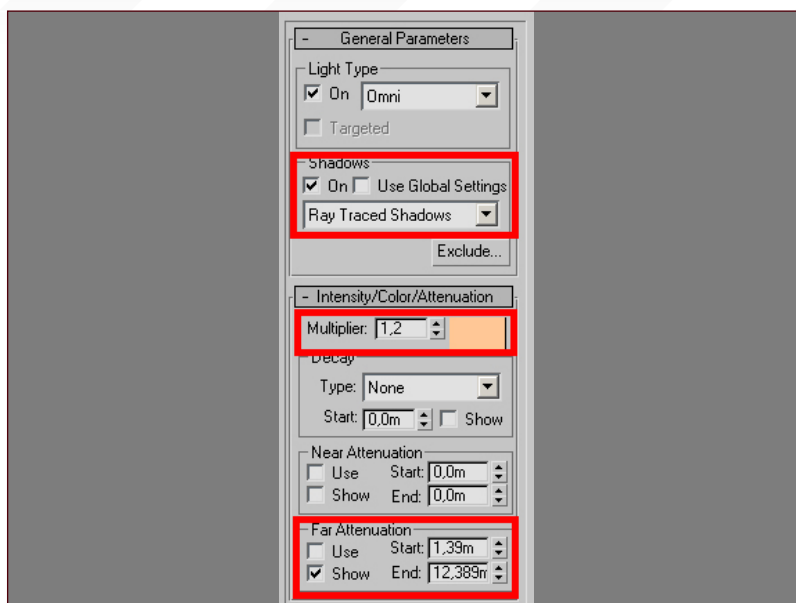 - General Parameters
Light Type
On Omni
Targeted
Shadows
On Use Global Settings
Ray Traced Shadows
Exclude...
- Intensity/Color/Attenuation
Multiplier: 1,2
Decay
Type: None
Start: 0,0m Show
Near Attenuation
Use Start: 0,0m
Show End: 0,0m
Far Attenuation
Use Start: 1,39m
Show End: 12,389m